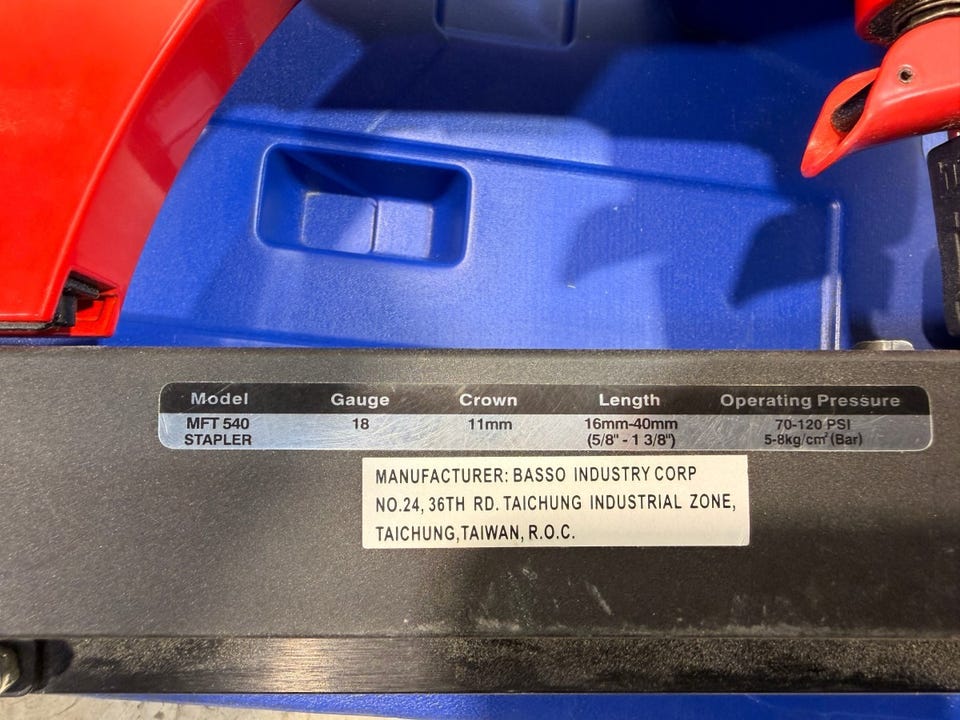 Model Gauge Crown Length Operating Pressure
MFT 540 18 11mm 16mm-40mm 70-120 PSI
STAPLER (5/8" - 1 3/8") 5-8kg/cm² (Bar)
MANUFACTURER: BASSO INDUSTRY CORP
NO.24, 36TH RD. TAICHUNG INDUSTRIAL ZONE,
TAICHUNG,TAIWAN, R.O.C.